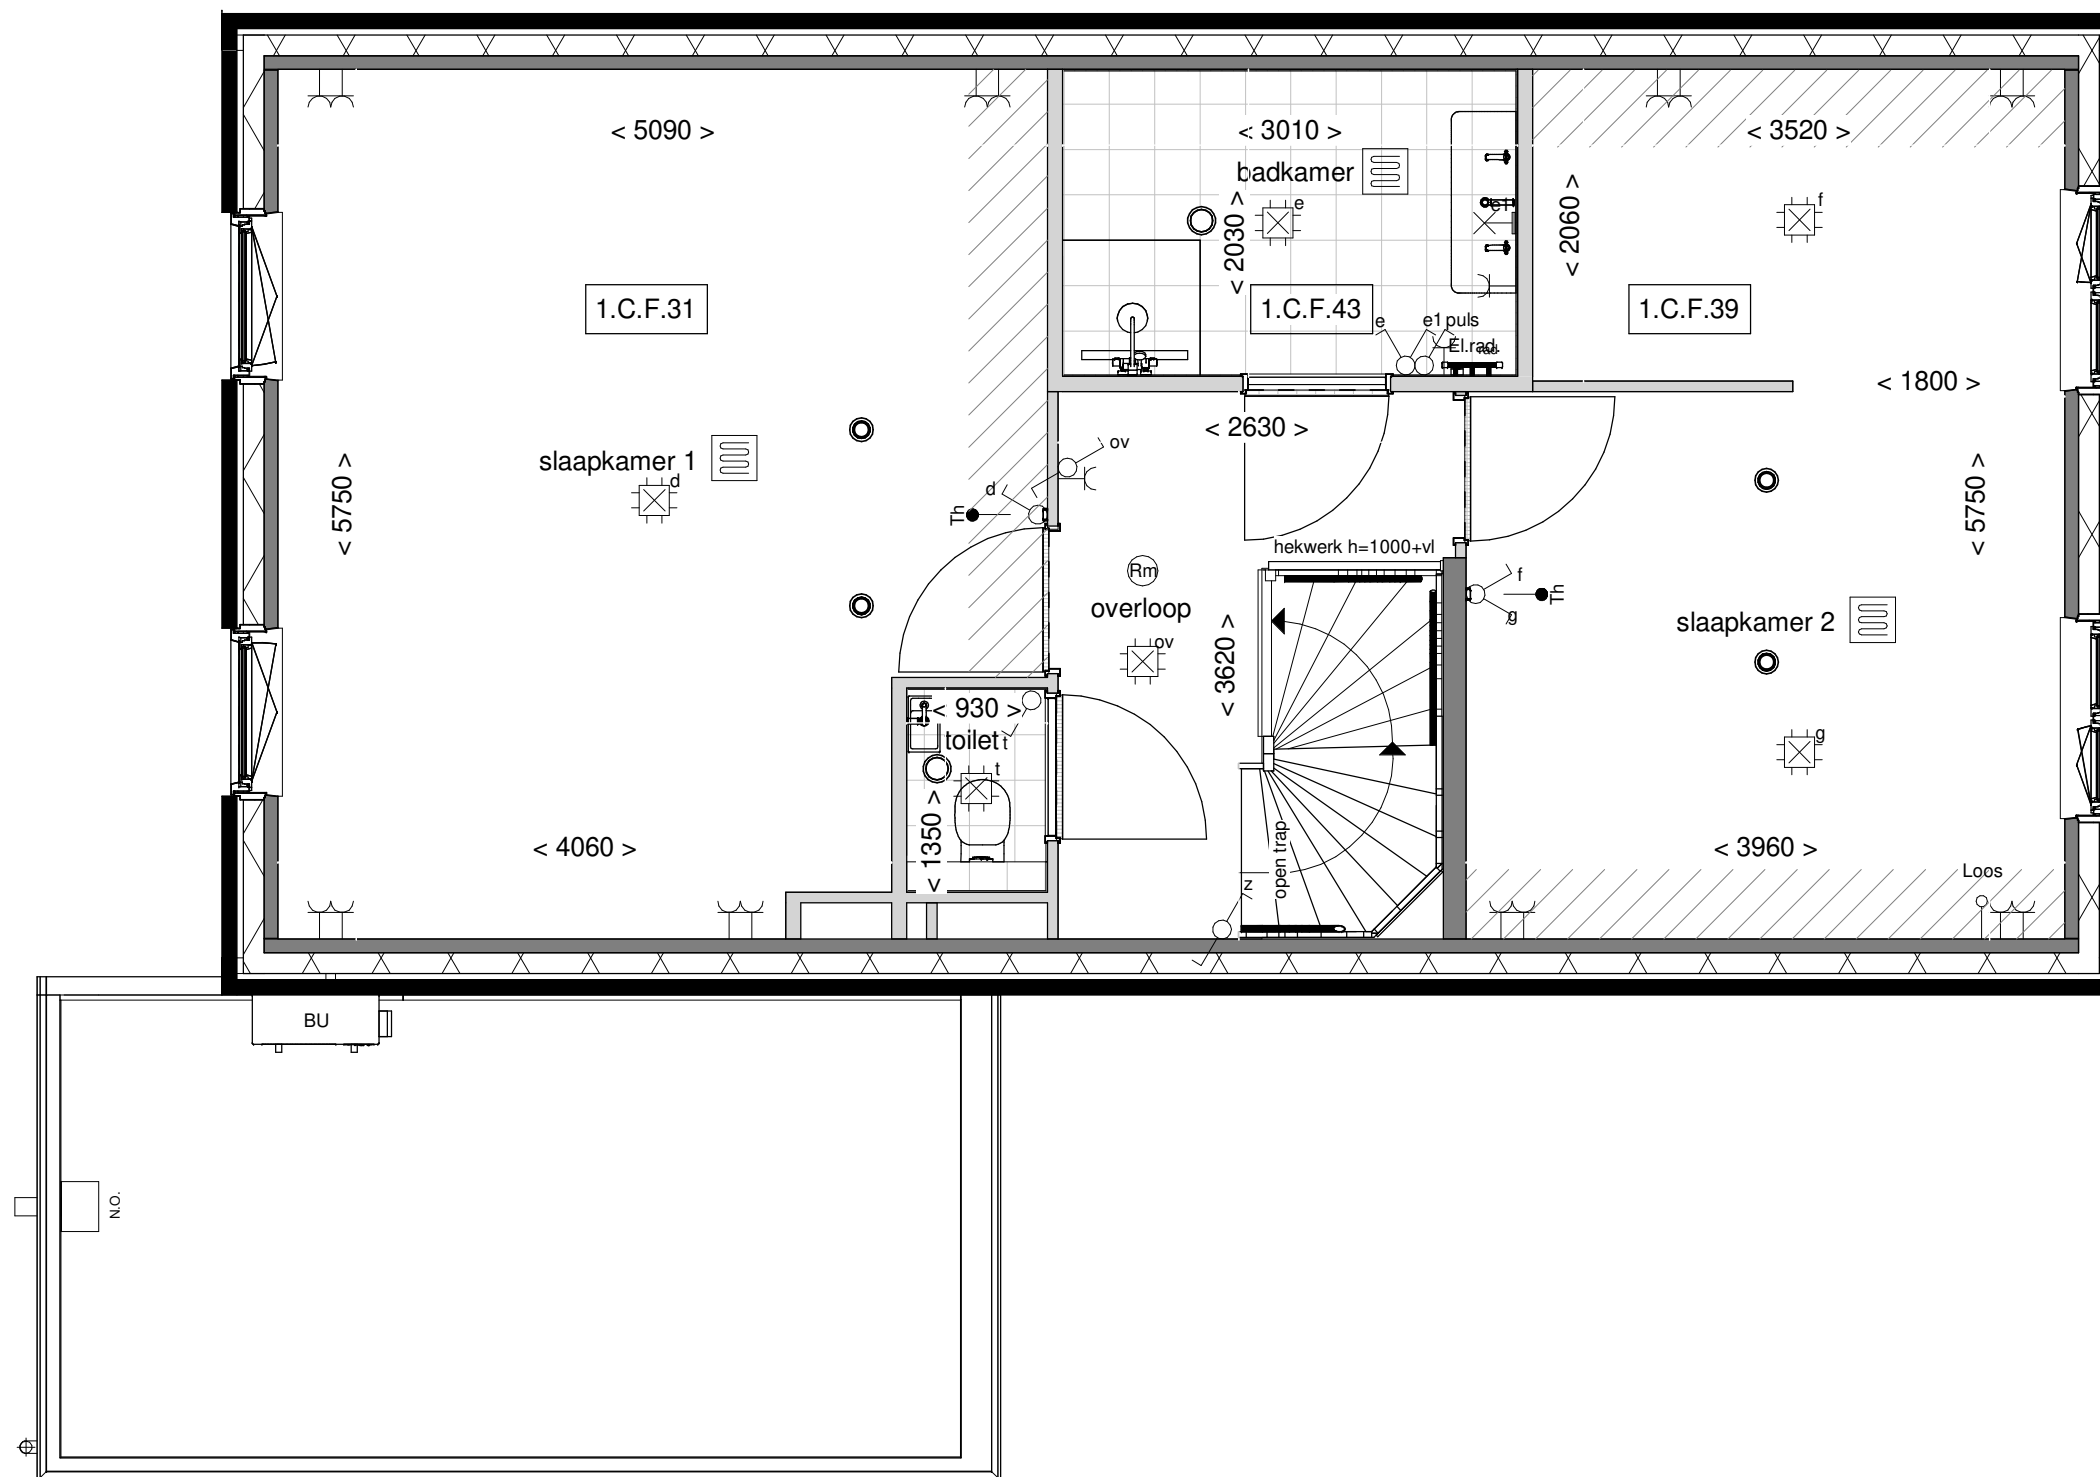 < 5090 >
< 3010 >
< 3520 >
badkamer
e
e1
f
< 2030 >
< 2060 >
1.C.F.31
1.C.F.43
1.C.F.39
e
e1 puls
El.rad.
rad
< 1800 >
< 2630 >
ov
slaapkamer 1
d
d
Th
< 5750 >
< 5750 >
hekwerk h=1000+vl
Rm
overloop
ov
f
g
Th
slaapkamer 2
< 3620 >
< 930 >
toilet
t
t
g
< 1350 >
< 4060 >
< 3960 >
open trap
z
Loos
BU
N.O.